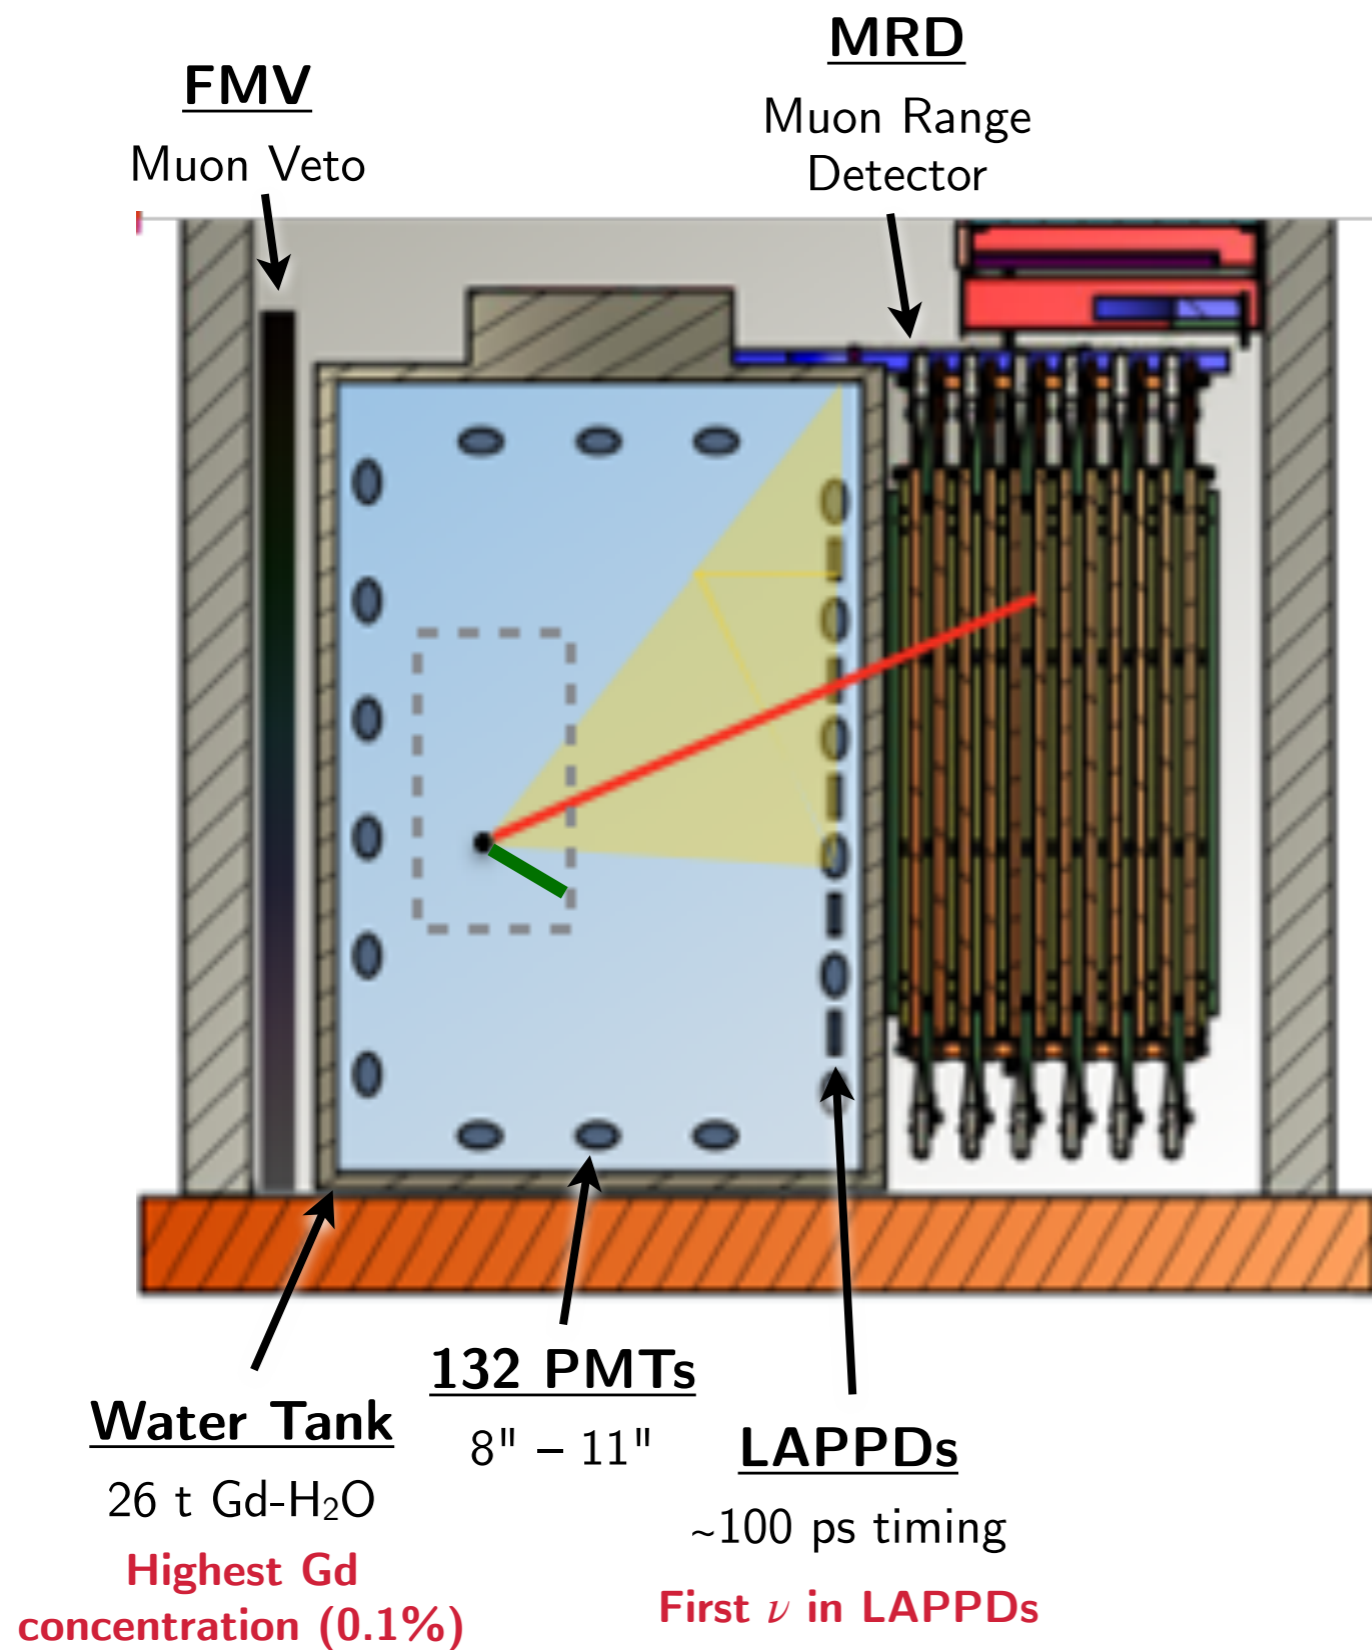 MRD
Muon Range
Detector
FMV
Muon Veto
132 PMTs
8" – 11"
Water Tank
26 t Gd-H₂O
Highest Gd
concentration (0.1%)
LAPPDs
~100 ps timing
First ν in LAPPDs